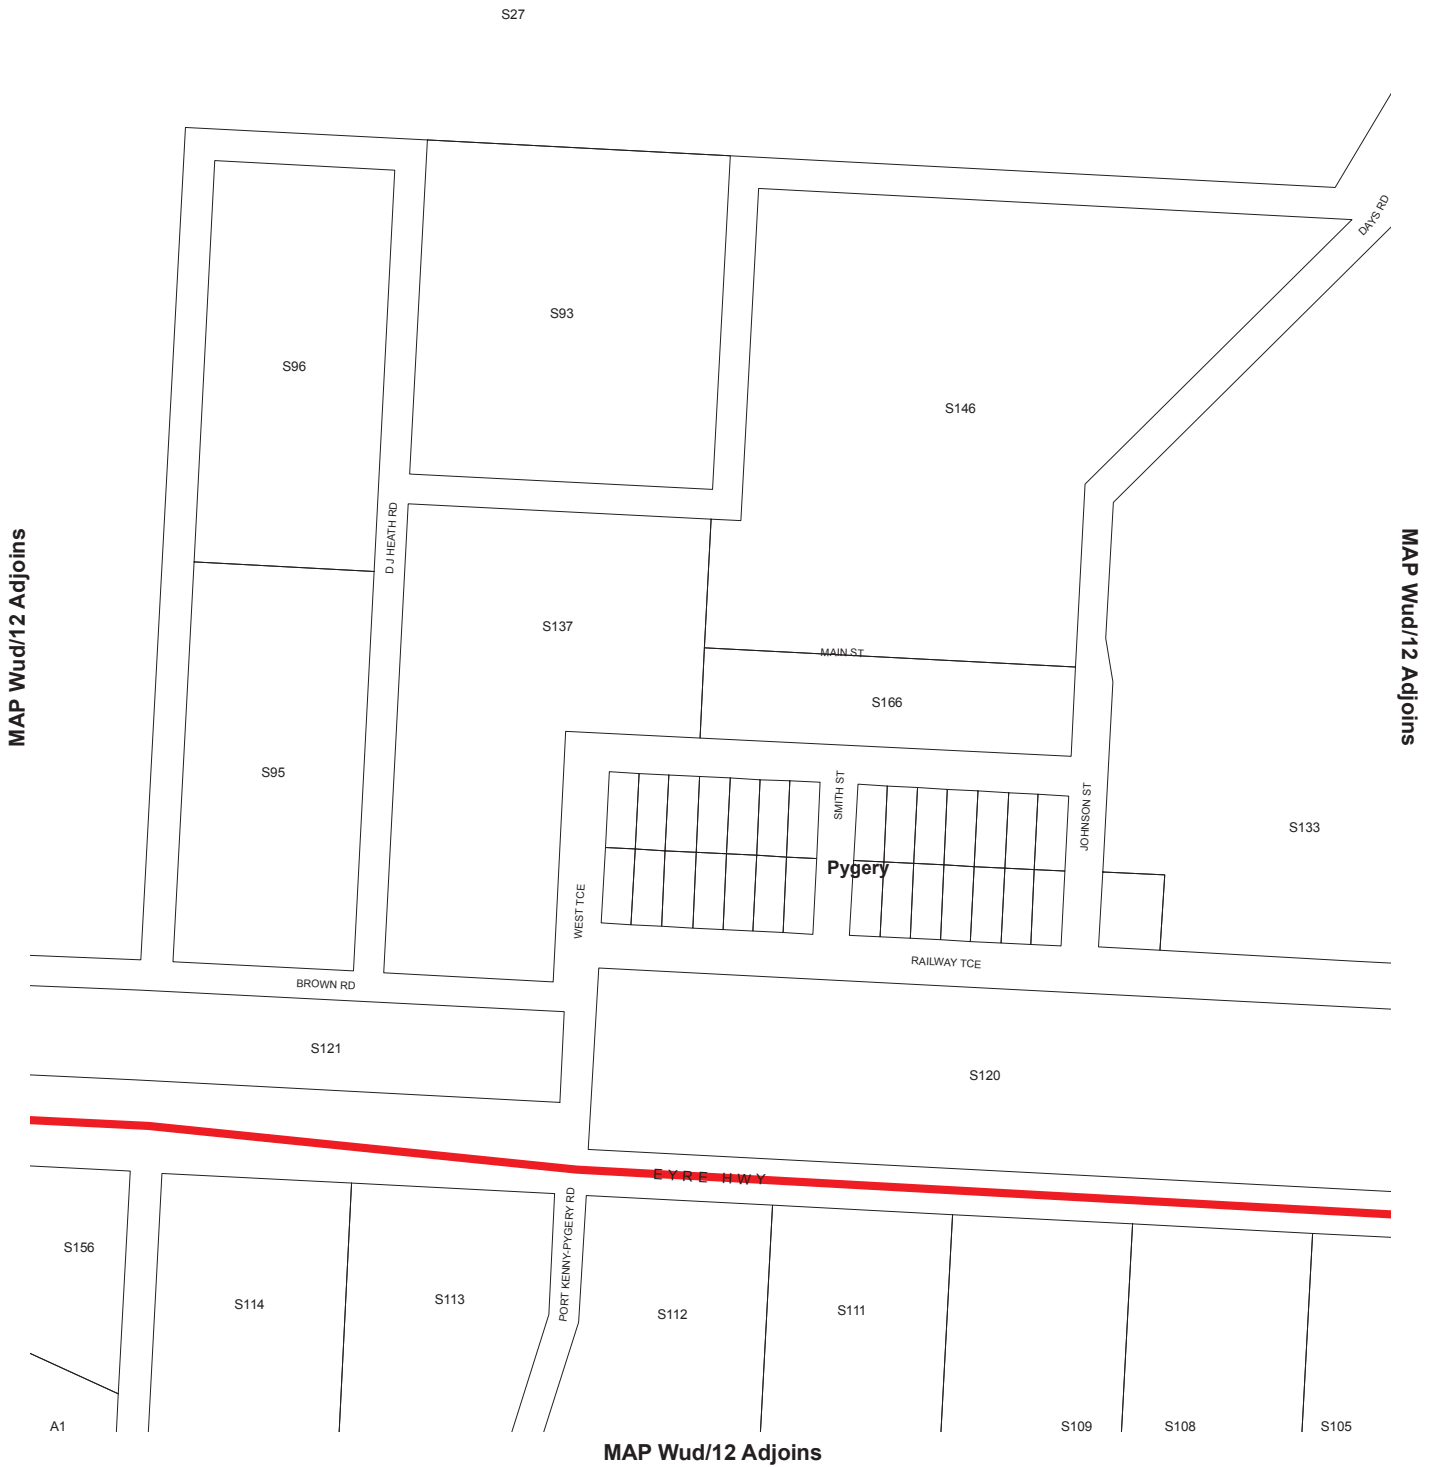 S27
DAYS RD
S93
S96
S146
D J HEATH RD
MAP Wud/12 Adjoins
MAP Wud/12 Adjoins
S137
MAIN ST
S166
S95
SMITH ST
JOHNSON ST
S133
Pygery
WEST TCE
RAILWAY TCE
BROWN RD
S121
S120
EYRE HWY
PORT KENNY-PYGERY RD
S156
S114
S113
S112
S111
A1
S109
S108
S105
MAP Wud/12 Adjoins